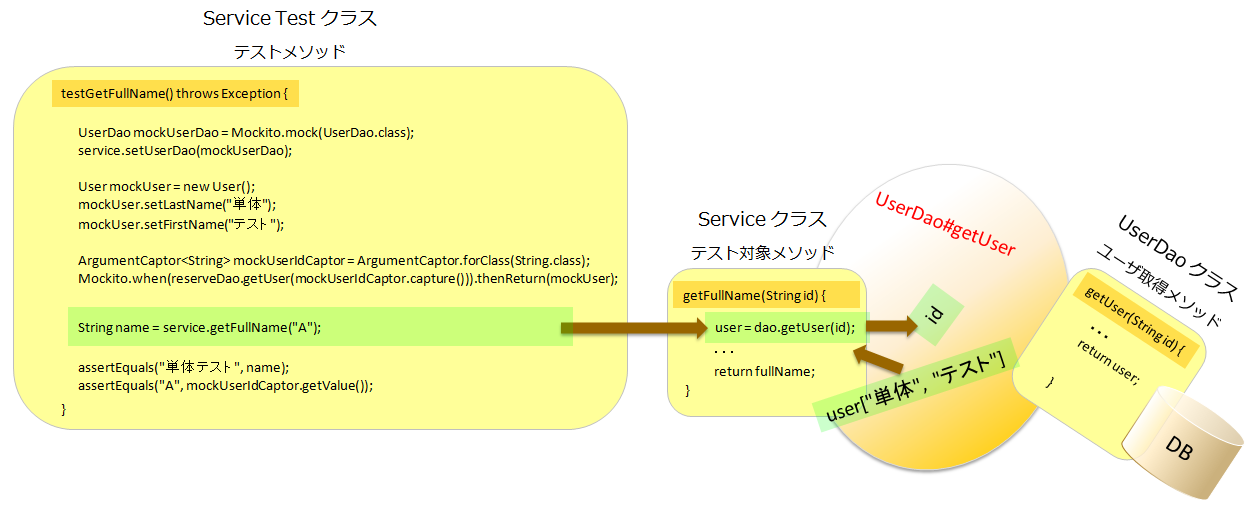 Service Test クラス
テストメソッド
testGetFullName() throws Exception {
UserDao mockUserDao = Mockito.mock(UserDao.class);
service.setUserDao(mockUserDao);
User mockUser = new User();
mockUser.setLastName("単体");
mockUser.setFirstName("テスト");
ArgumentCaptor<String> mockUserIdCaptor = ArgumentCaptor.forClass(String.class);
Mockito.when(reserveDao.getUser(mockUserIdCaptor.capture())).thenReturn(mockUser);
String name = service.getFullName("A");
assertEquals("単体テスト", name);
assertEquals("A", mockUserIdCaptor.getValue());
}
Service クラス
テスト対象メソッド
getFullName(String id) {
user = dao.getUser(id);
...
return fullName;
}
UserDao#getUser
id
user["単体", "テスト"]
UserDao クラス
ユーザ取得メソッド
getUser(String id) {
...
return user;
}
DB